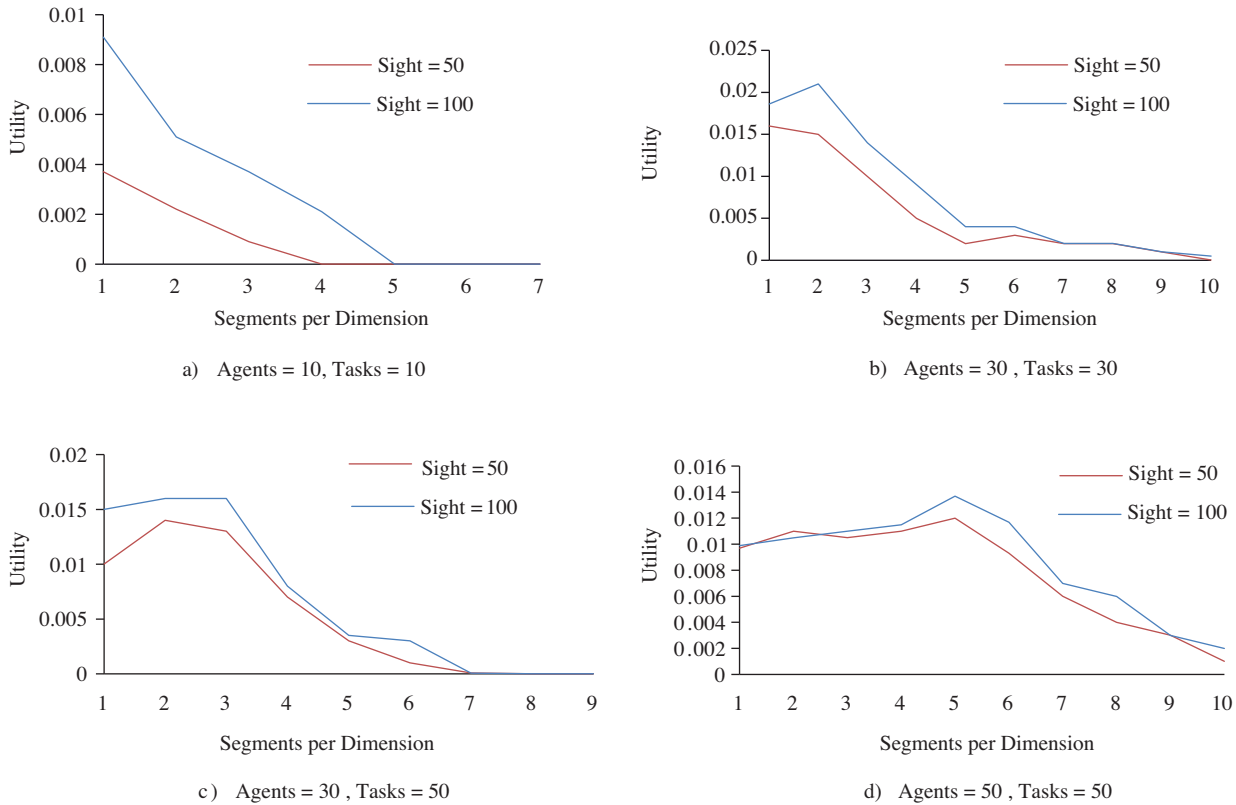 0.01
0.008
0.006
0.004
0.002
0
Utility
Sight = 50
Sight = 100
1 2 3 4 5 6 7
Segments per Dimension
a) Agents = 10, Tasks = 10
0.025
0.02
0.015
0.01
0.005
0
Utility
Sight = 50
Sight = 100
1 2 3 4 5 6 7 8 9 10
Segments per Dimension
b) Agents = 30 , Tasks = 30
0.02
0.015
0.01
0.005
0
Utility
Sight = 50
Sight = 100
1 2 3 4 5 6 7 8 9
Segments per Dimension
c ) Agents = 30 , Tasks = 50
0.016
0.014
0.012
0.01
0.008
0.006
0.004
0.002
0
Utility
Sight = 50
Sight = 100
1 2 3 4 5 6 7 8 9 10
Segments per Dimension
d) Agents = 50 , Tasks = 50